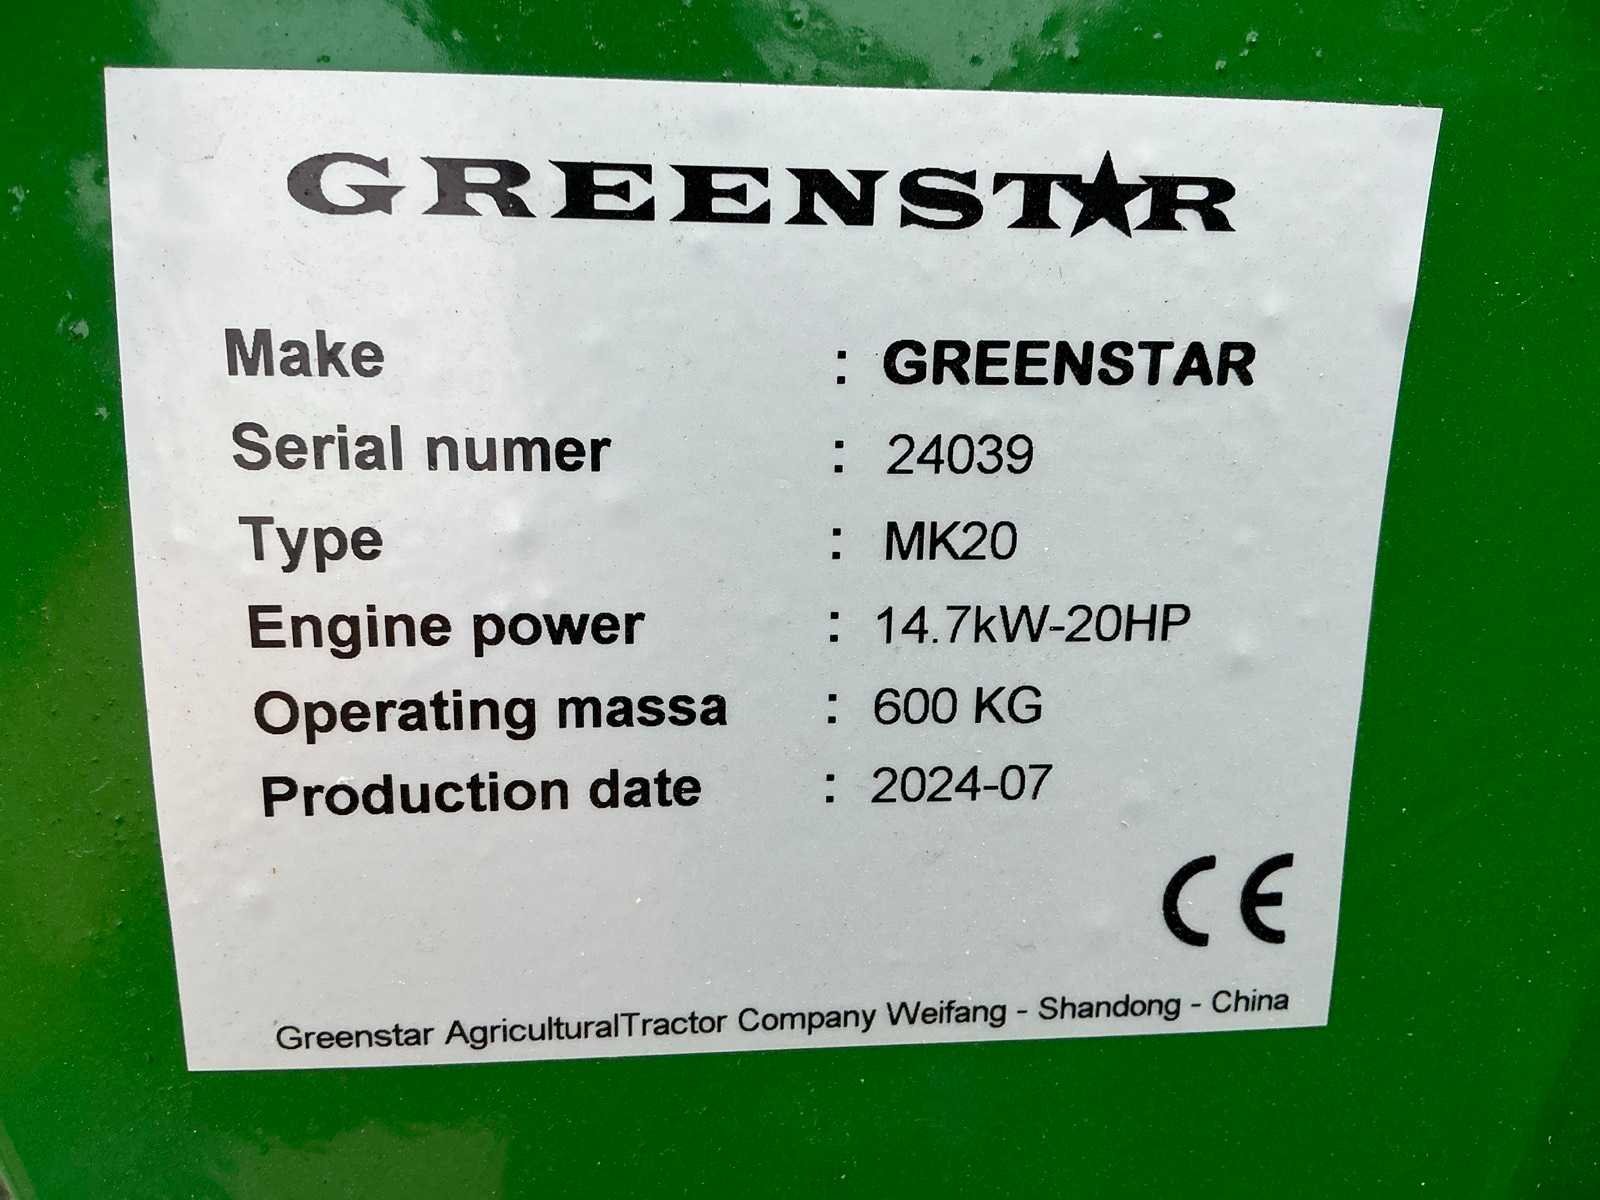 GREENSTAR
Make : GREENSTAR
Serial numer : 24039
Type : MK20
Engine power : 14.7kW-20HP
Operating massa : 600 KG
Production date : 2024-07
CE
Greenstar AgriculturalTractor Company Weifang - Shandong - China